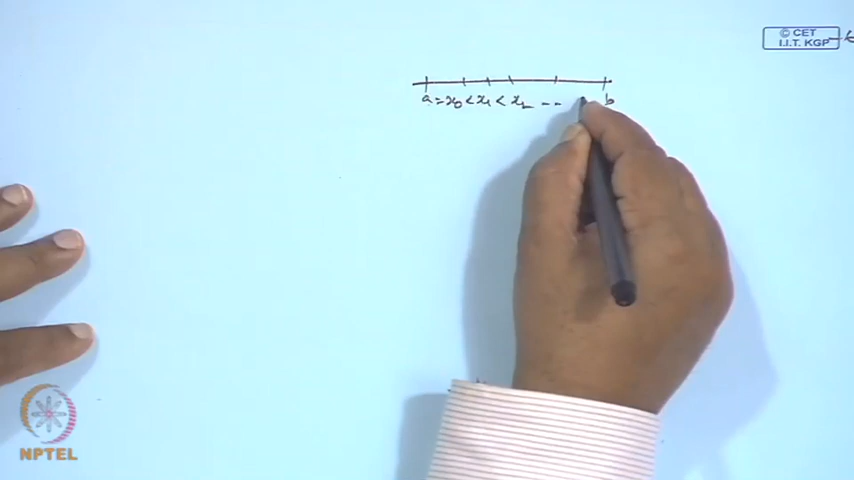 © CET
I.I.T. KGP
a = x₀ < x₁ < x₂ -- b
NPTEL